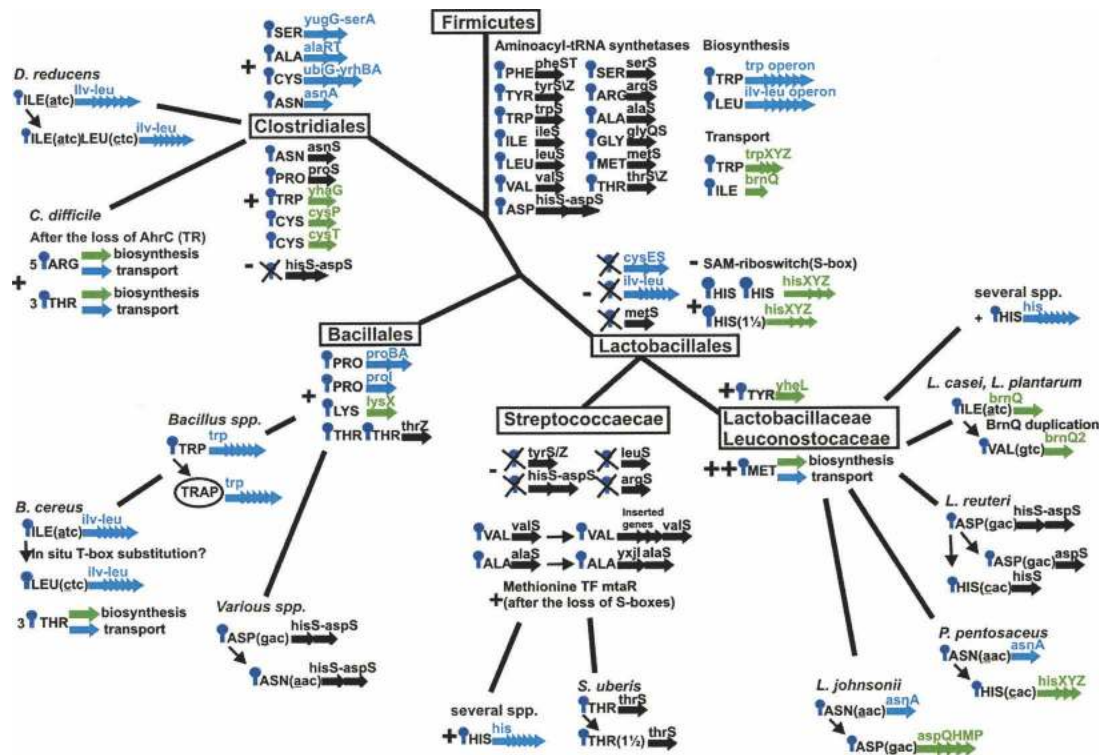 Firmicutes
Aminoacyl-tRNA synthetases
PHE pheST
SER serS
TYR tyrS\Z
ARG argS
TRP trpS
ALA alaS
ILE ileS
GLY glyQS
LEU leuS
MET metS
VAL valS
THR thrS\Z
ASP hisS-aspS
Biosynthesis
TRP trp operon
LEU ilv-leu operon
Transport
TRP trpXYZ
ILE brnQ
+
SER yugG-serA
ALA alaRT
CYS ubiG-yrhBA
ASN asnA
Clostridiales
+
ASN asnS
PRO proS
TRP yhaG
CYS cysP
CYS cysT
- hisS-aspS
D. reducens
ILE(atc) Ilv-leu
ILE(atc)LEU(ctc) ilv-leu
C. difficile
After the loss of AhrC (TR)
+
5 ARG biosynthesis
transport
3 THR biosynthesis
transport
Bacillales
+
PRO proBA
PRO proI
LYS lysX
THR THR thrZ
Bacillus spp.
TRP trp
TRAP trp
B. cereus
ILE(atc) ilv-leu
In situ T-box substitution?
LEU(ctc) ilv-leu
3 THR biosynthesis
transport
Various spp.
ASP(gac) hisS-aspS
ASN(aac) hisS-aspS
-
cysES
ilv-leu
metS
- SAM-riboswitch(S-box)
+
HIS HIS hisXYZ
HIS(1½) hisXYZ
Lactobacillales
Streptococcaecae
-
tyrS/Z
leuS
hisS-aspS
argS
VAL valS
VAL Inserted genes valS
ALA alaS
ALA yxjI alaS
+
Methionine TF mtaR
(after the loss of S-boxes)
several spp.
+ HIS his
S. uberis
THR thrS
THR(1½) thrS
+ TYR yheL
Lactobacillaceae
Leuconostocaceae
++ MET biosynthesis
transport
several spp.
+ HIS his
L. casei, L. plantarum
ILE(atc) brnQ
BrnQ duplication
VAL(gtc) brnQ2
L. reuteri
ASP(gac) hisS-aspS
ASP(gac) aspS
HIS(cac) hisS
P. pentosaceus
ASN(aac) asnA
HIS(cac) hisXYZ
L. johnsonii
ASN(aac) asnA
ASP(gac) aspQHMP